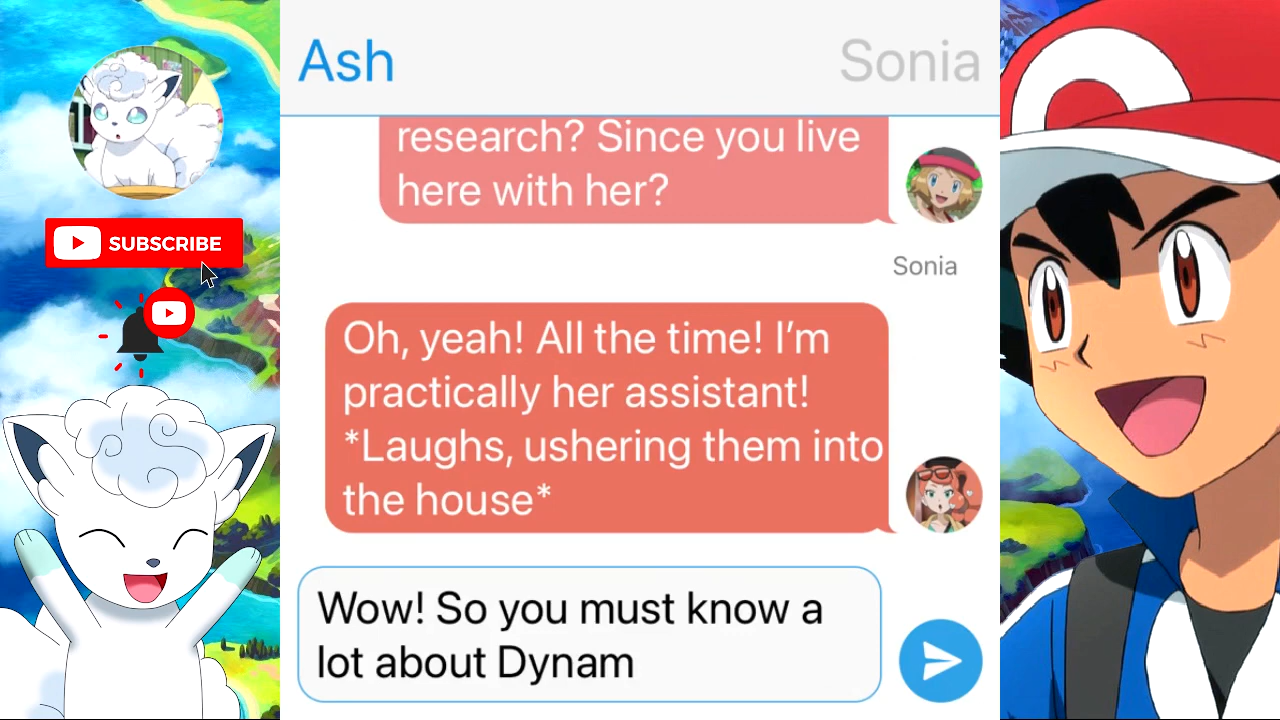 Ash
Sonia
research? Since you live
here with her?
Sonia
Oh, yeah! All the time! I’m
practically her assistant!
*Laughs, ushering them into
the house*
Wow! So you must know a
lot about Dynam
SUBSCRIBE